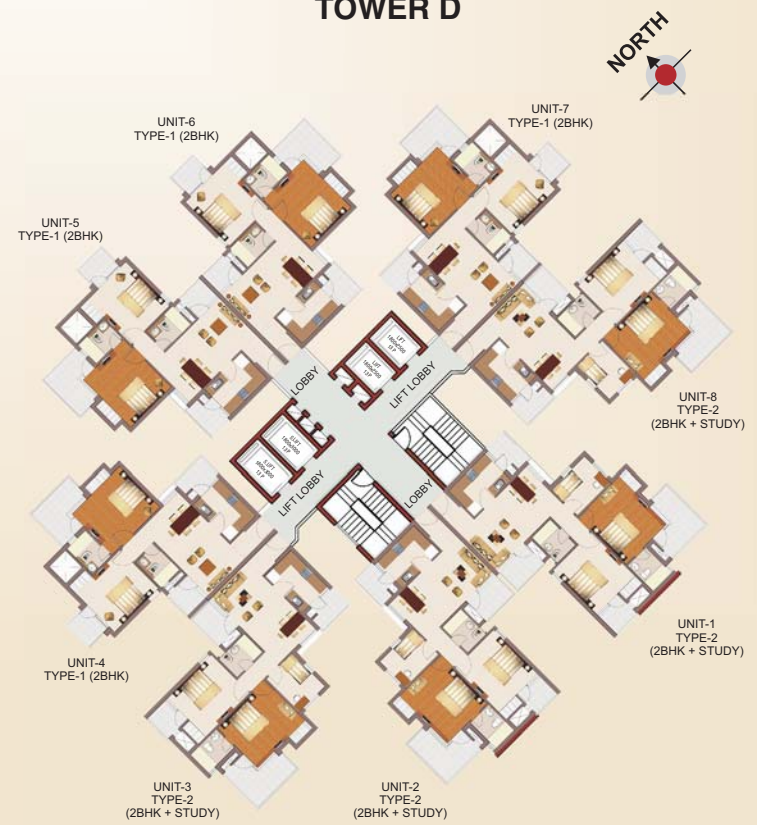 TOWER D
NORTH
UNIT-6
TYPE-1 (2BHK)
UNIT-7
TYPE-1 (2BHK)
UNIT-5
TYPE-1 (2BHK)
LIFT
LIFT
LOBBY
LIFT LOBBY
UNIT-8
TYPE-2
(2BHK + STUDY)
LIFT LOBBY
LOBBY
UNIT-1
TYPE-2
(2BHK + STUDY)
UNIT-4
TYPE-1 (2BHK)
UNIT-3
TYPE-2
(2BHK + STUDY)
UNIT-2
TYPE-2
(2BHK + STUDY)